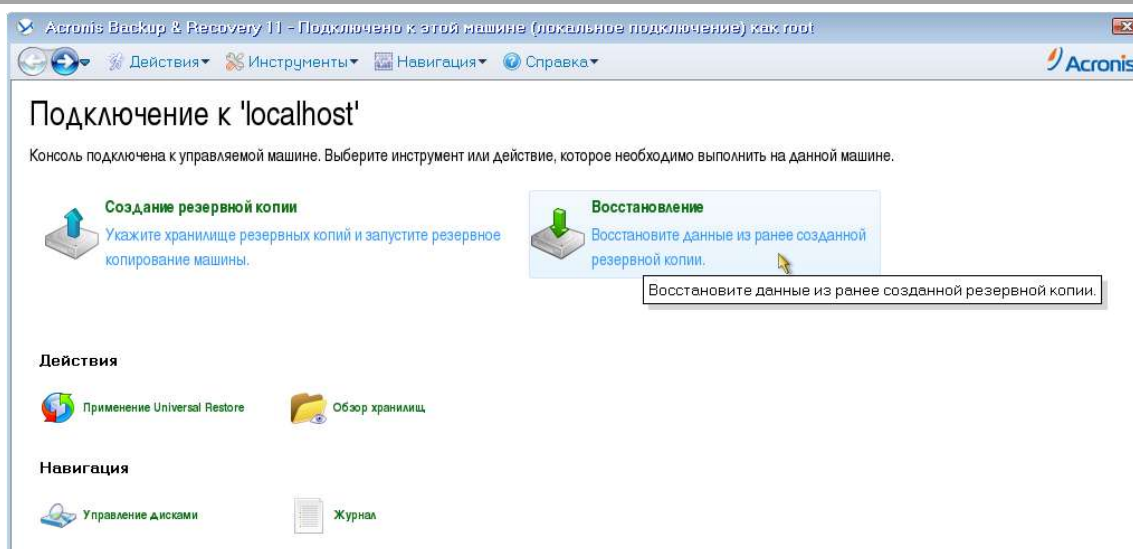 Acronis Backup & Recovery 11 - Подключено к этой машине (локальное подключение) как root
Действия Инструменты Навигация Справка
Acronis
Подключение к 'localhost'
Консоль подключена к управляемой машине. Выберите инструмент или действие, которое необходимо выполнить на данной машине.
Создание резервной копии
Укажите хранилище резервных копий и запустите резервное
копирование машины.
Восстановление
Восстановите данные из ранее созданной
резервной копии.
Восстановите данные из ранее созданной резервной копии.
Действия
Применение Universal Restore
Обзор хранилищ
Навигация
Управление дисками
Журнал